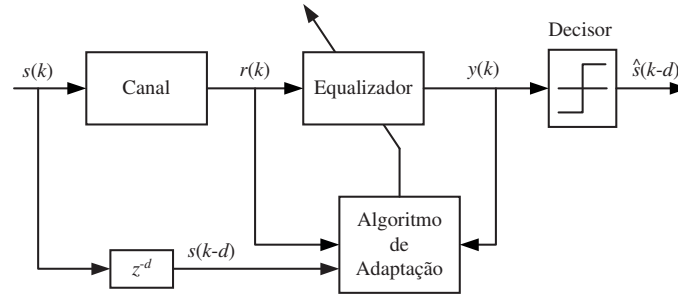 Decisor
s(k)
Canal
r(k)
Equalizador
y(k)
ŝ(k-d)
Algoritmo
de
Adaptação
z⁻ᵈ
s(k-d)